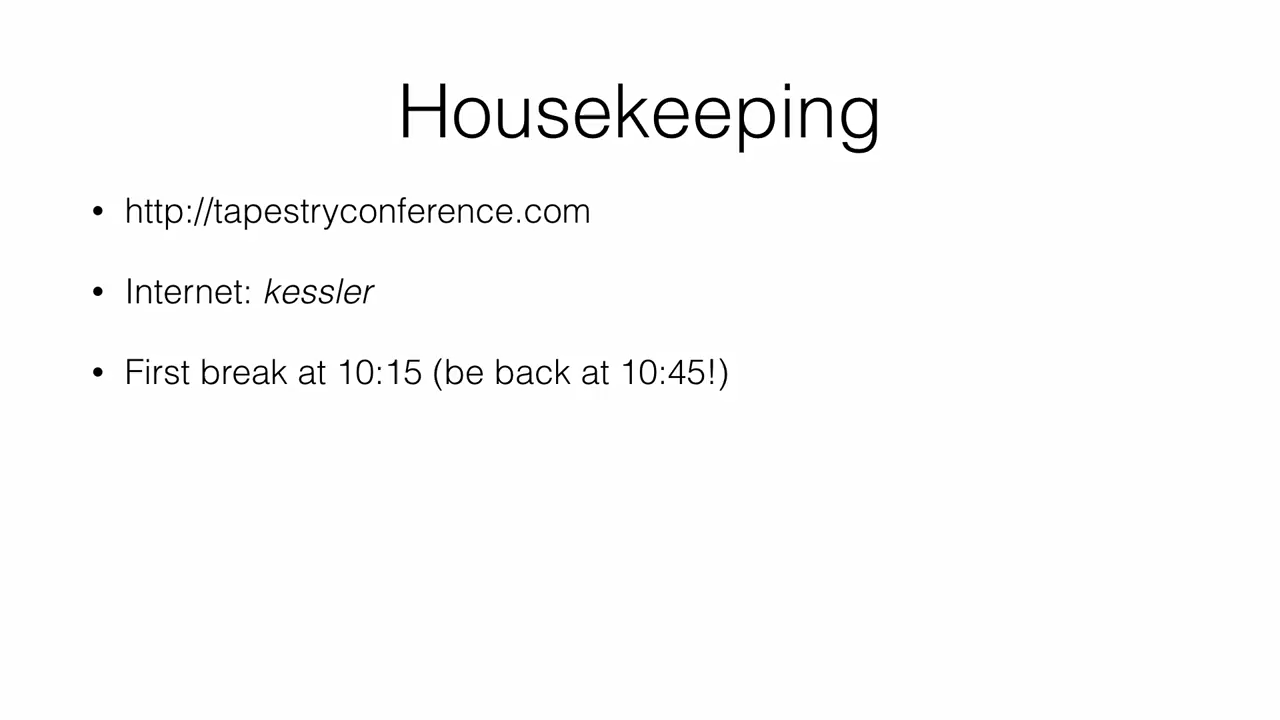 Housekeeping
• http://tapestryconference.com
• Internet: kessler
• First break at 10:15 (be back at 10:45!)